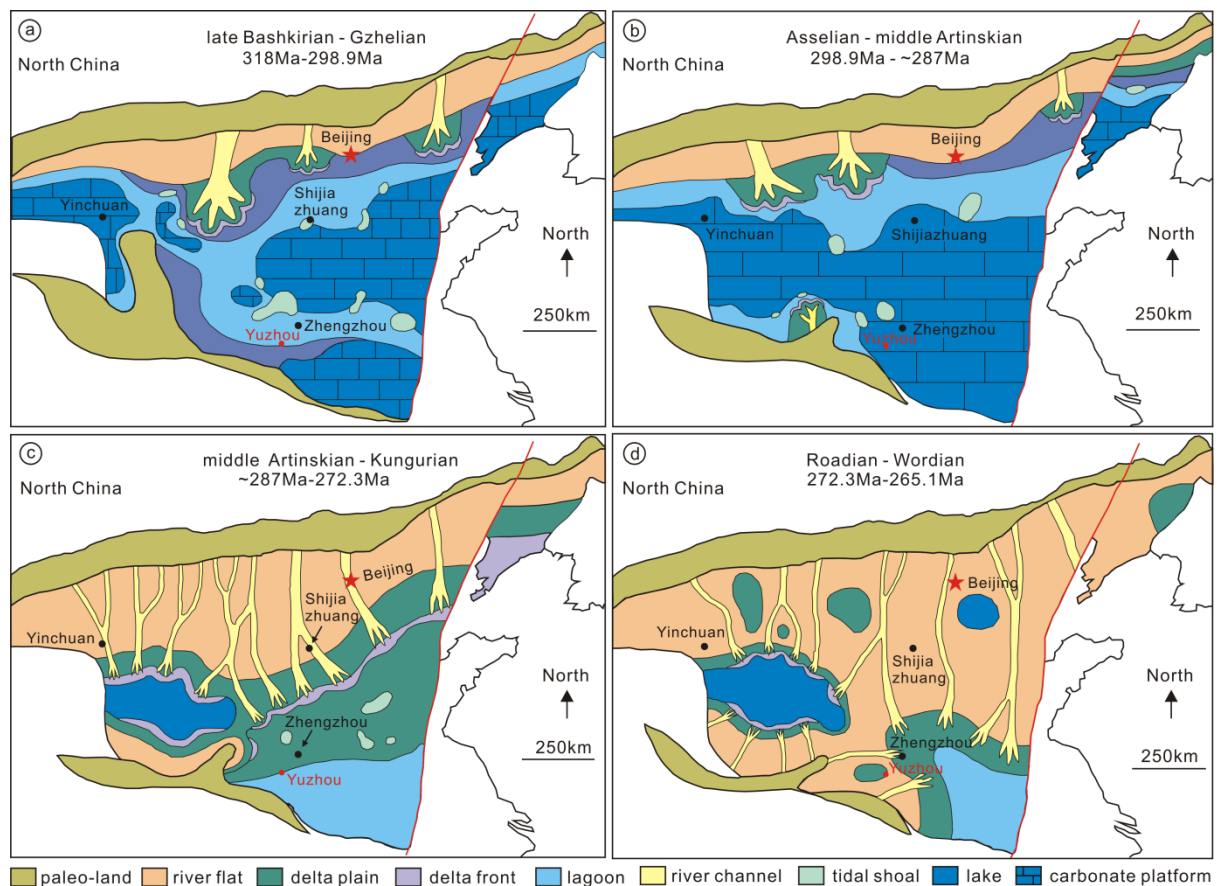 a
late Bashkirian - Gzhelian
318Ma-298.9Ma
North China
Beijing
Yinchuan
Shijia
zhuang
North
250km
Zhengzhou
Yuzhou
b
Asselian - middle Artinskian
298.9Ma - ~287Ma
North China
Beijing
Yinchuan
Shijiazhuang
North
250km
Zhengzhou
Yuzhou
c
middle Artinskian - Kungurian
~287Ma-272.3Ma
North China
Beijing
Shijia
zhuang
Yinchuan
North
Zhengzhou
250km
Yuzhou
d
Roadian - Wordian
272.3Ma-265.1Ma
North China
Beijing
Yinchuan
Shijia
zhuang
North
Zhengzhou
250km
Yuzhou
paleo-land river flat delta plain delta front lagoon river channel tidal shoal lake carbonate platform